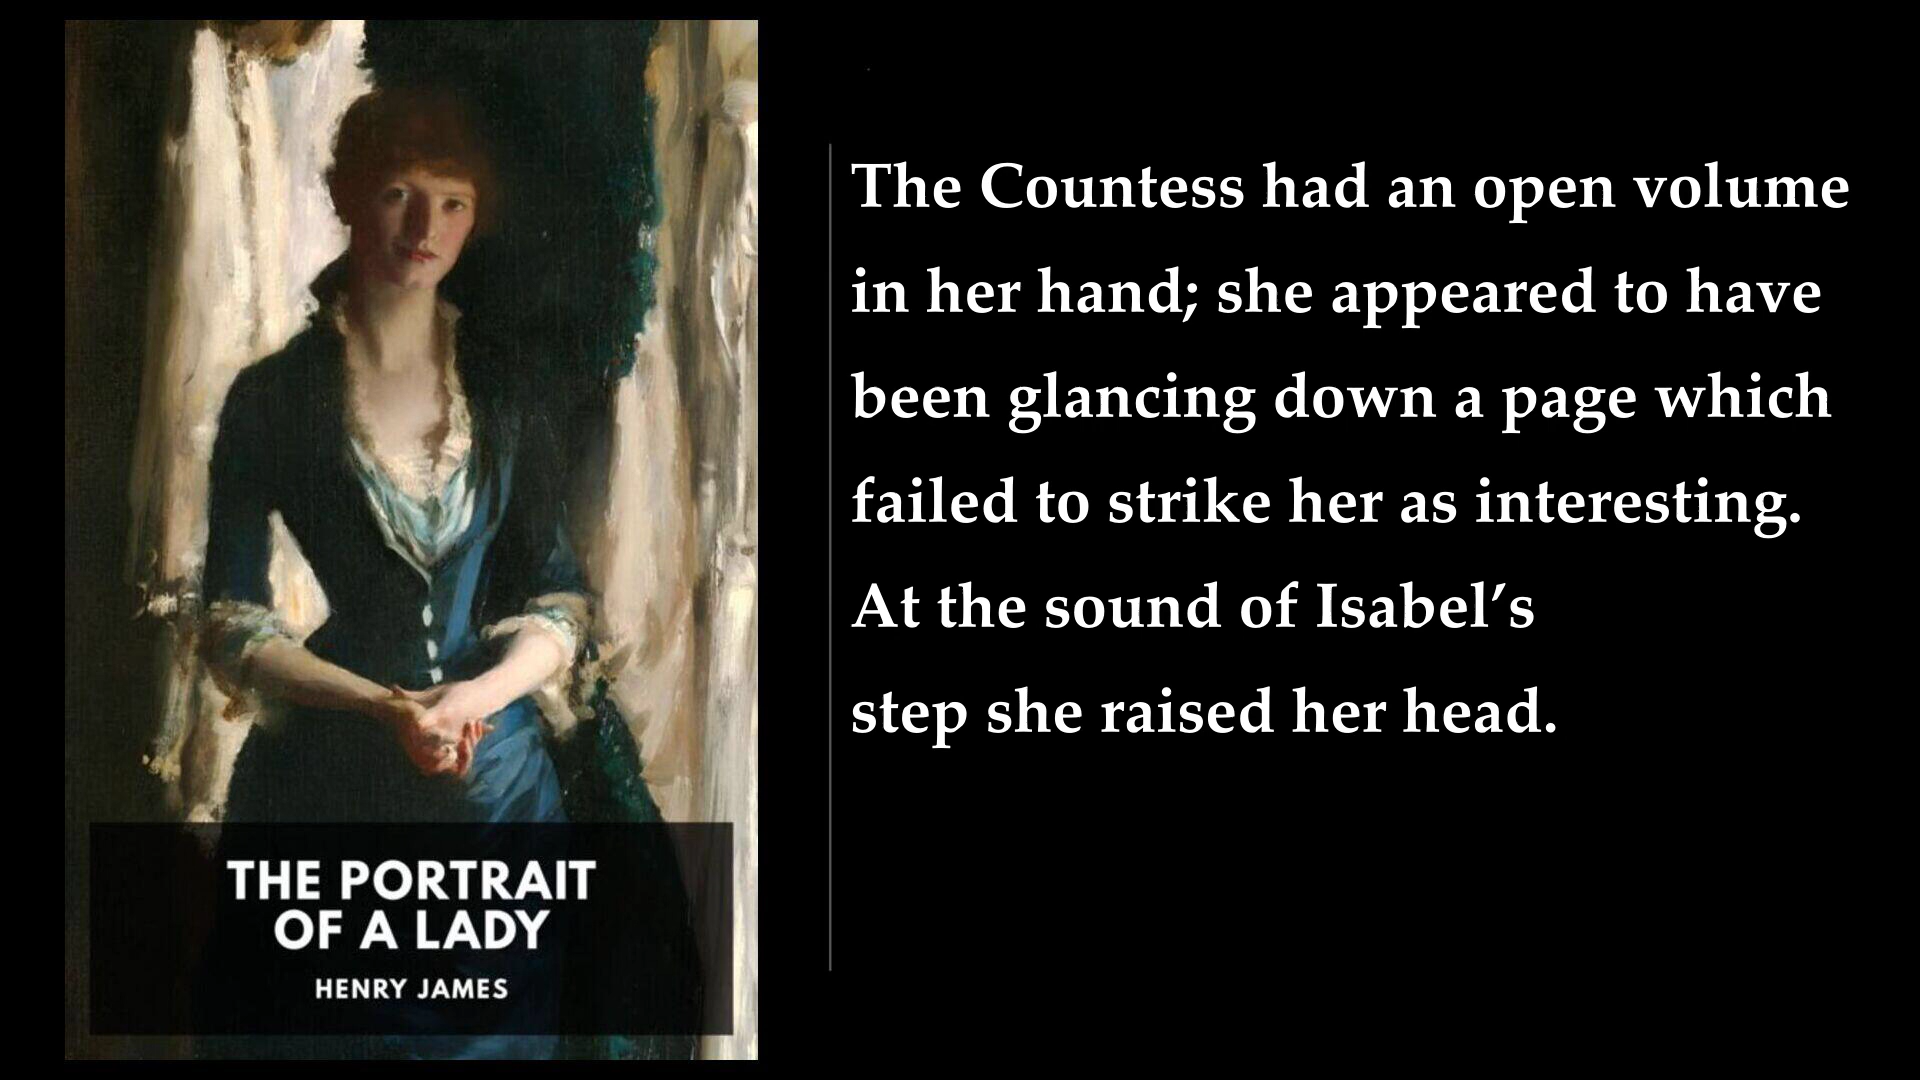 The Countess had an open volume
in her hand; she appeared to have
been glancing down a page which
failed to strike her as interesting.
At the sound of Isabel’s
step she raised her head.
THE PORTRAIT
OF A LADY
HENRY JAMES